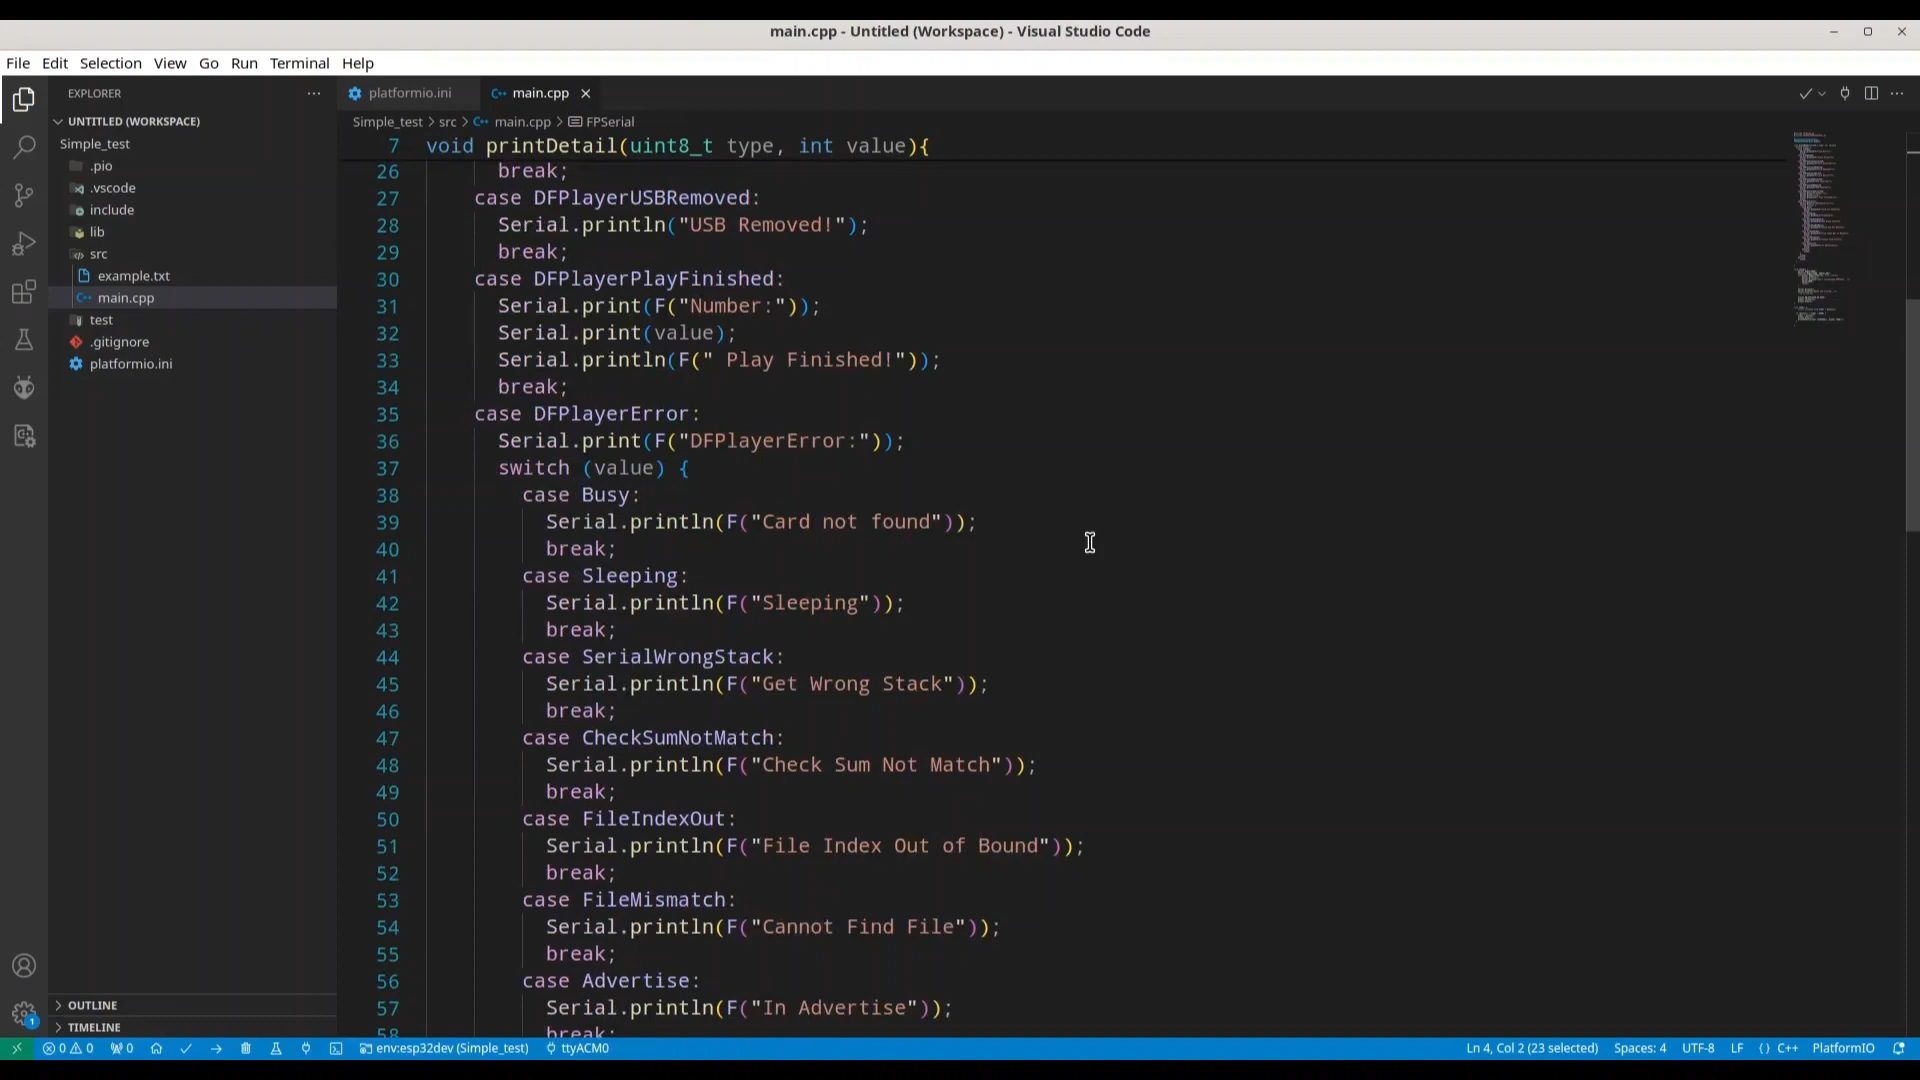 main.cpp - Untitled (Workspace) - Visual Studio Code
File Edit Selection View Go Run Terminal Help
EXPLORER
UNTITLED (WORKSPACE)
Simple_test
.pio
.vscode
include
lib
src
example.txt
main.cpp
test
.gitignore
platformio.ini
OUTLINE
TIMELINE
platformio.ini main.cpp
Simple_test > src > main.cpp > FPSerial
7 void printDetail(uint8_t type, int value){
26 break;
27 case DFPlayerUSBRemoved:
28 Serial.println("USB Removed!");
29 break;
30 case DFPlayerPlayFinished:
31 Serial.print(F("Number:"));
32 Serial.print(value);
33 Serial.println(F(" Play Finished!"));
34 break;
35 case DFPlayerError:
36 Serial.print(F("DFPlayerError:"));
37 switch (value) {
38 case Busy:
39 Serial.println(F("Card not found"));
40 break;
41 case Sleeping:
42 Serial.println(F("Sleeping"));
43 break;
44 case SerialWrongStack:
45 Serial.println(F("Get Wrong Stack"));
46 break;
47 case CheckSumNotMatch:
48 Serial.println(F("Check Sum Not Match"));
49 break;
50 case FileIndexOut:
51 Serial.println(F("File Index Out of Bound"));
52 break;
53 case FileMismatch:
54 Serial.println(F("Cannot Find File"));
55 break;
56 case Advertise:
57 Serial.println(F("In Advertise"));
58 break;
1
0 0 0 env:esp32dev (Simple_test) ttyACM0 Ln 4, Col 2 (23 selected) Spaces: 4 UTF-8 LF {} C++ PlatformIO